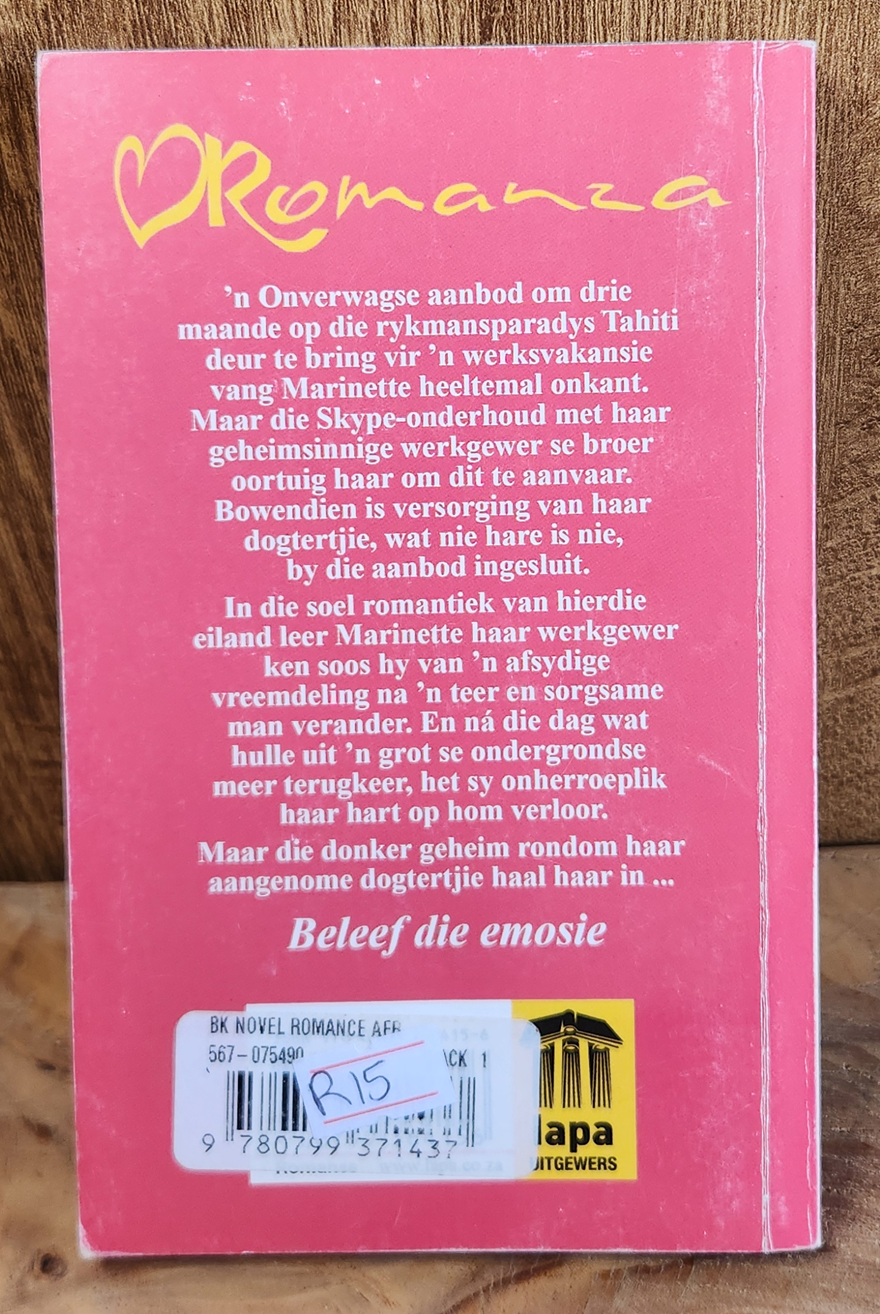 Romanza
’n Onverwagse aanbod om drie
maande op die rykmansparadys Tahiti
deur te bring vir ’n werksvakansie
vang Marinette heeltemal onkant.
Maar die Skype-onderhoud met haar
geheimsinnige werkgewer se broer
oortuig haar om dit te aanvaar.
Bowendien is versorging van haar
dogtertjie, wat nie hare is nie,
by die aanbod ingesluit.
In die soel romantiek van hierdie
eiland leer Marinette haar werkgewer
ken soos hy van ’n afsydige
vreemdeling na ’n teer en sorgsame
man verander. En ná die dag wat
hulle uit ’n grot se ondergrondse
meer terugkeer, het sy onherroeplik
haar hart op hom verloor.
Maar die donker geheim rondom haar
aangenome dogtertjie haal haar in ...
Beleef die emosie
BK NOVEL ROMANCE AFR
567-075490 ACK 1
R15
9 780799 371437
lapa
UITGEWERS